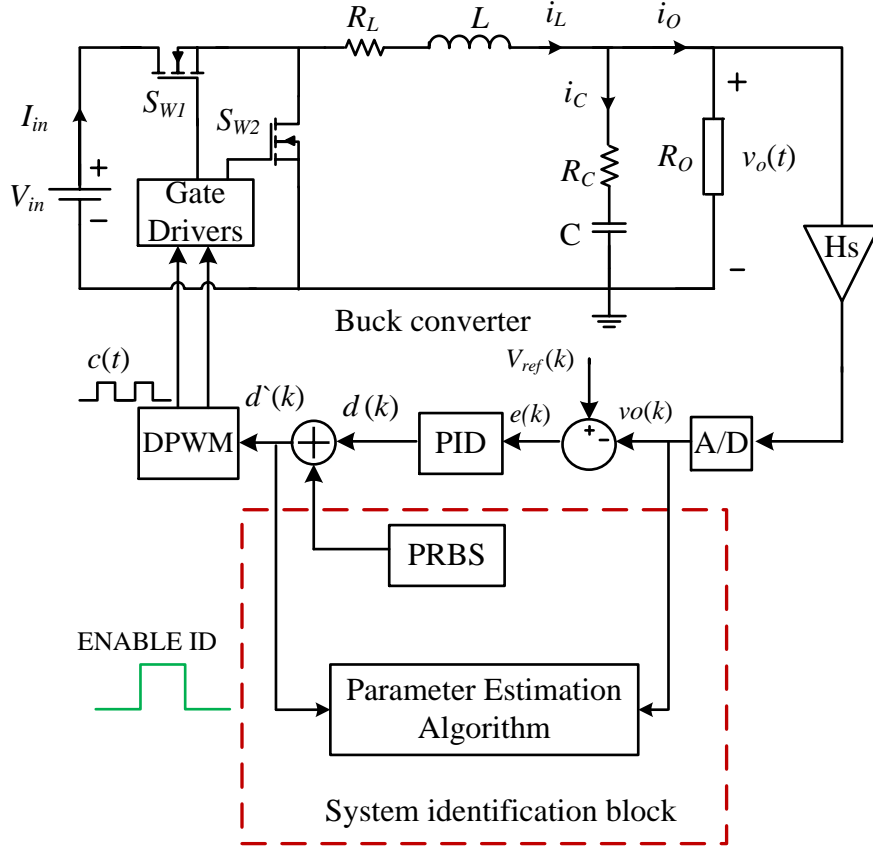 R_L
L
i_L
i_O
I_in
S_W1
S_W2
i_C
+
V_in
−
Gate
Drivers
R_C
C
R_O
+
v_o(t)
−
Hs
Buck converter
c(t)
V_ref(k)
d`(k)
d(k)
e(k)
+
-
vo(k)
DPWM
PID
A/D
PRBS
ENABLE ID
Parameter Estimation
Algorithm
System identification block